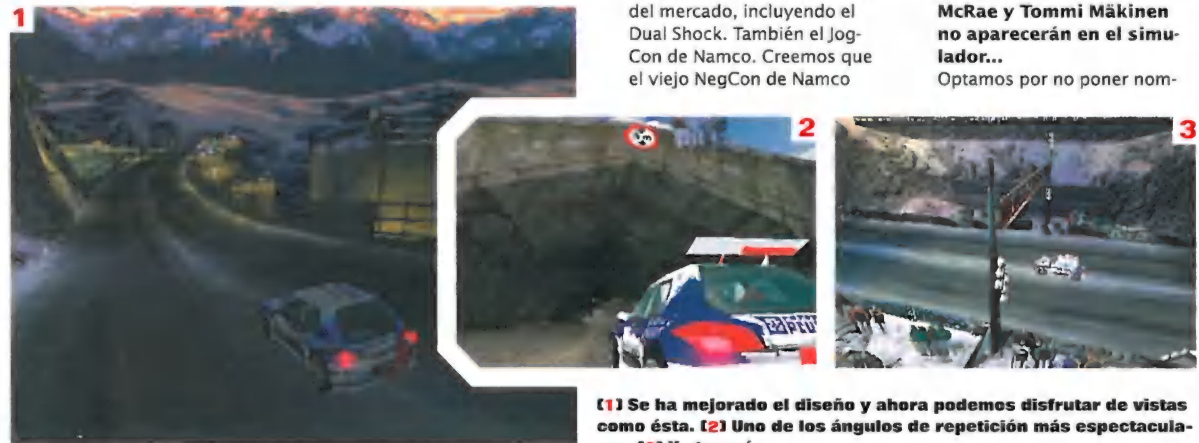 del mercado, incluyendo el
Dual Shock. También el Jog-
Con de Namco. Creemos que
el viejo NegCon de Namco
McRae y Tommi Mäkinen
no aparecerán en el simu-
lador...
Optamos por no poner nom-
1
2
3
[1] Se ha mejorado el diseño y ahora podemos disfrutar de vistas
como ésta. [2] Uno de los ángulos de repetición más espectacula-